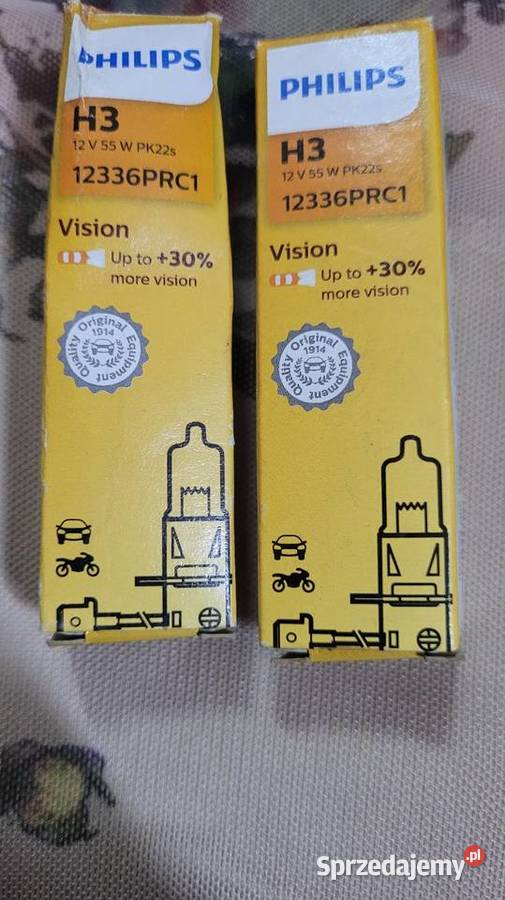 PHILIPS
H3
12 V 55 W PK22s
12336PRC1
Vision
Up to +30%
more vision
Quality Original Equipment
1914
PHILIPS
H3
12 V 55 W PK22s
12336PRC1
Vision
Up to +30%
more vision
Quality Original Equipment
1914
Sprzedajemy.pl